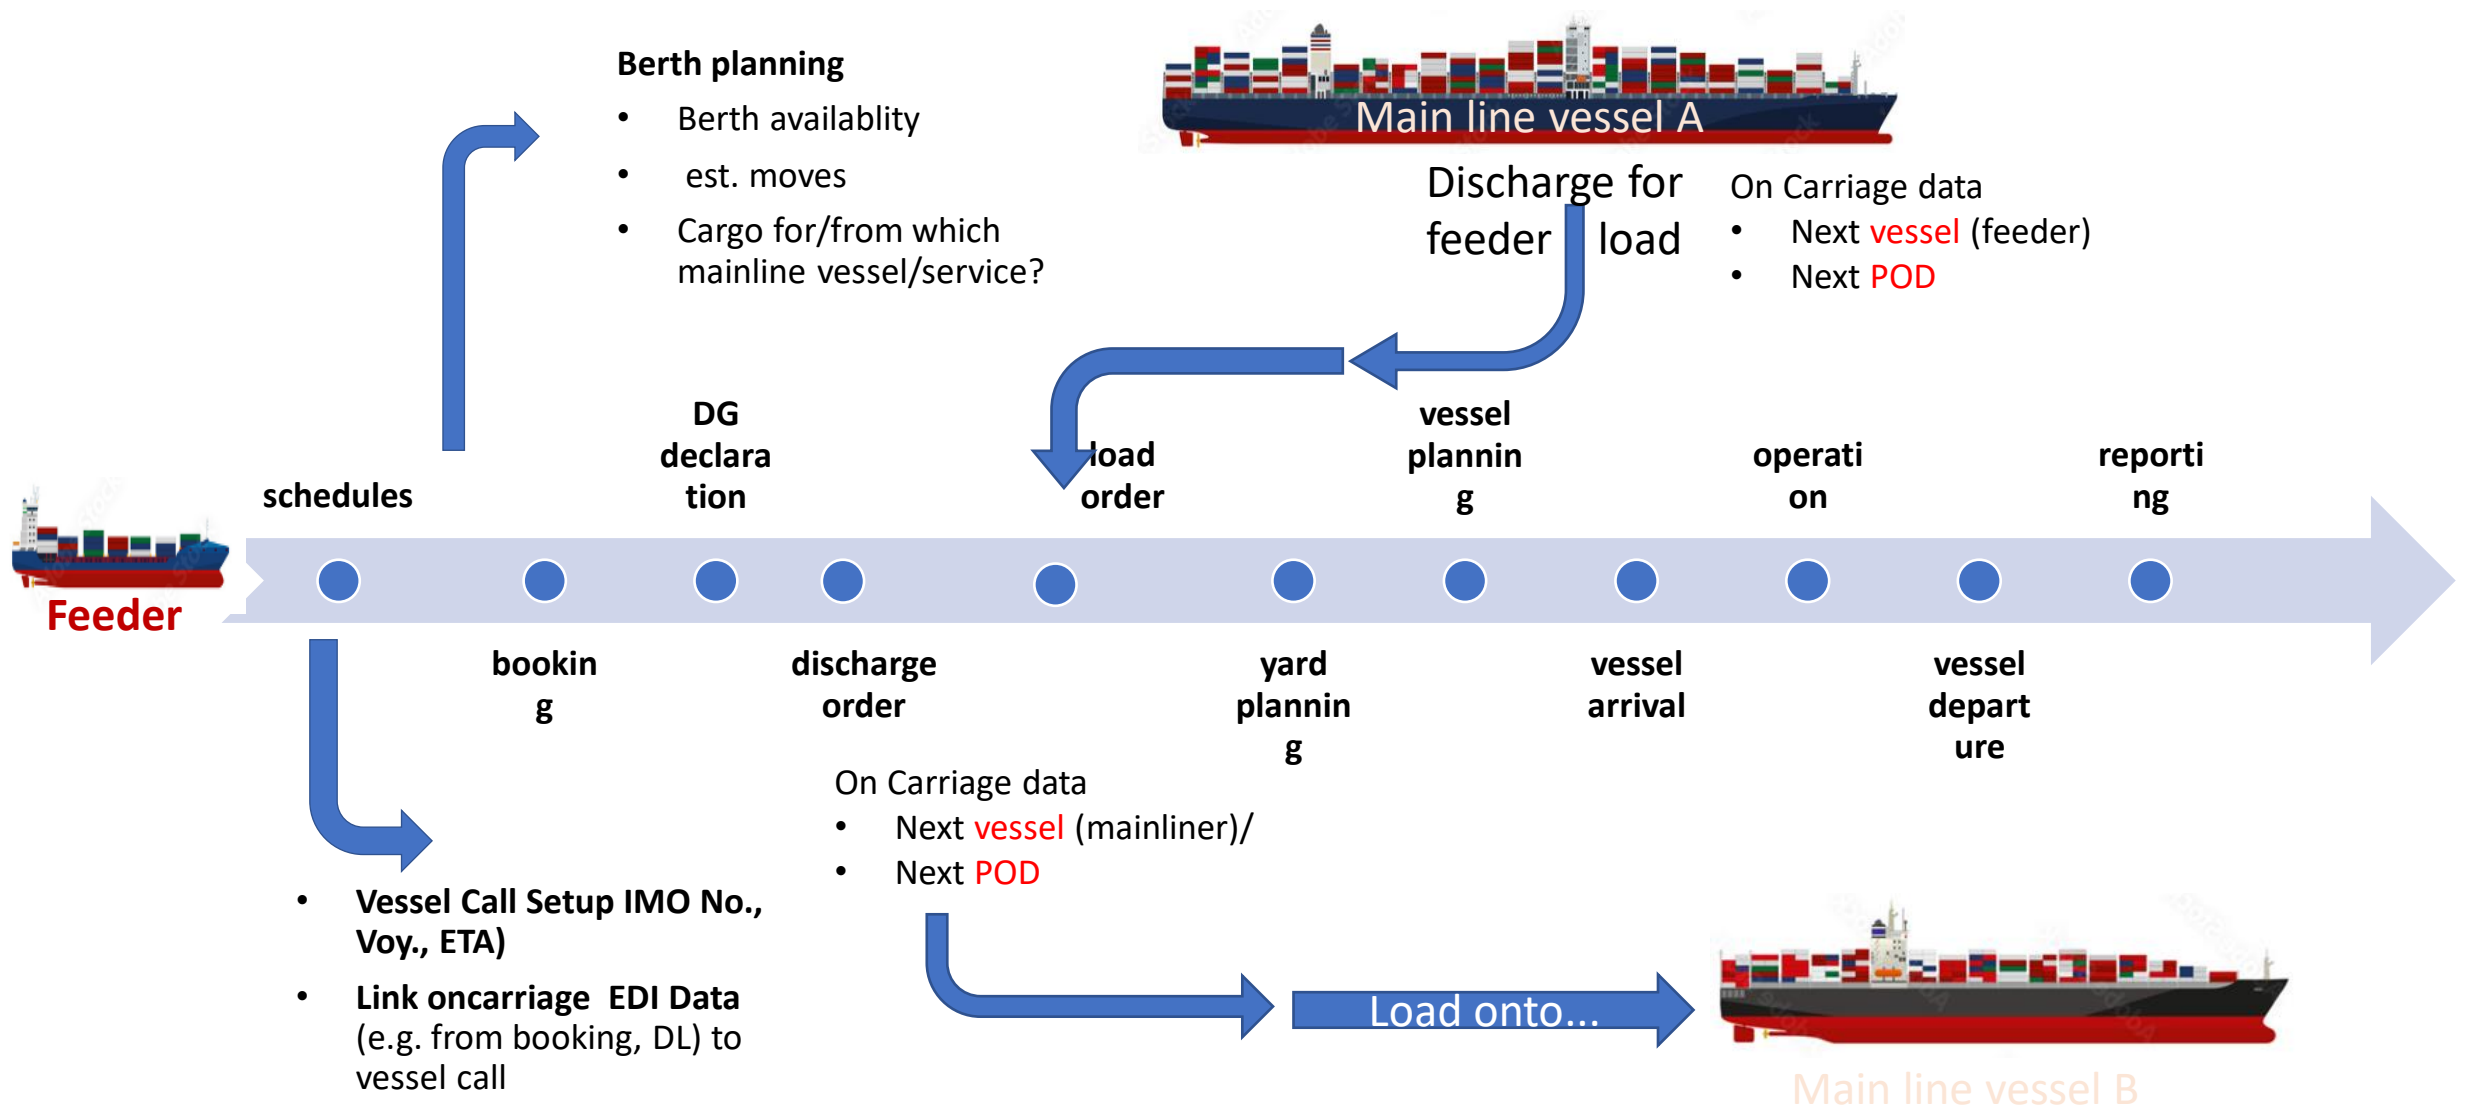 Berth planning
• Berth availablity
• est. moves
• Cargo for/from which
mainline vessel/service?
Main line vessel A
Discharge for
feeder load
On Carriage data
• Next vessel (feeder)
• Next POD
schedules
DG
declara
tion
load
order
vessel
plannin
g
operati
on
reporti
ng
Feeder
bookin
g
discharge
order
yard
plannin
g
vessel
arrival
vessel
depart
ure
On Carriage data
• Next vessel (mainliner)/
• Next POD
• Vessel Call Setup IMO No.,
Voy., ETA)
• Link oncarriage EDI Data
(e.g. from booking, DL) to
vessel call
Load onto...
Main line vessel B